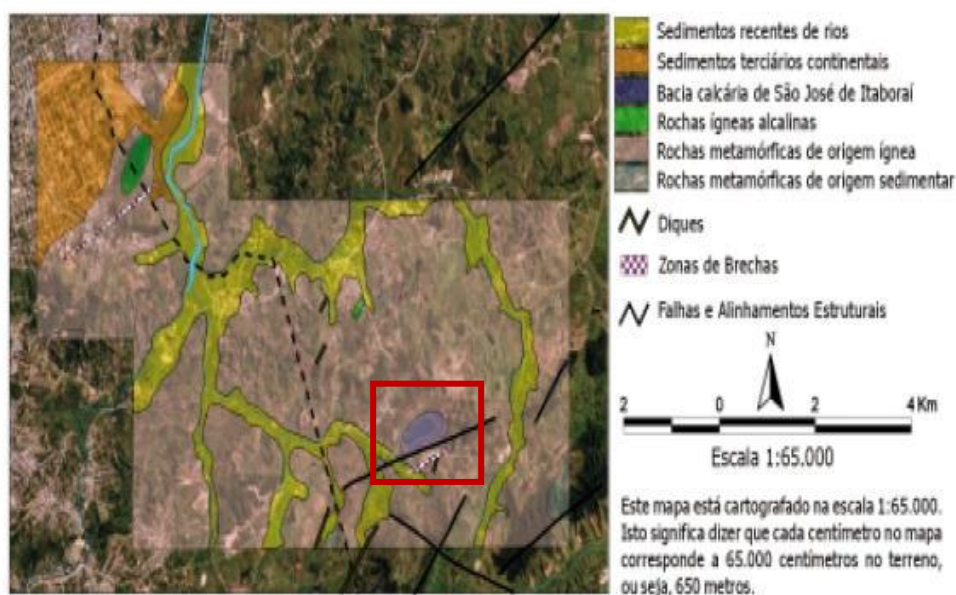 Sedimentos recentes de rios
Sedimentos terciários continentais
Bacia calcária de São José de Itaboraí
Rochas ígneas alcalinas
Rochas metamórficas de origem ígnea
Rochas metamórficas de origem sedimentar
Diques
Zonas de Brechas
Falhas e Alinhamentos Estruturais
N
2 0 2 4 Km
Escala 1:65.000
Este mapa está cartografado na escala 1:65.000.
Isto significa dizer que cada centímetro no mapa
corresponde a 65.000 centímetros no terreno,
ou seja, 650 metros.